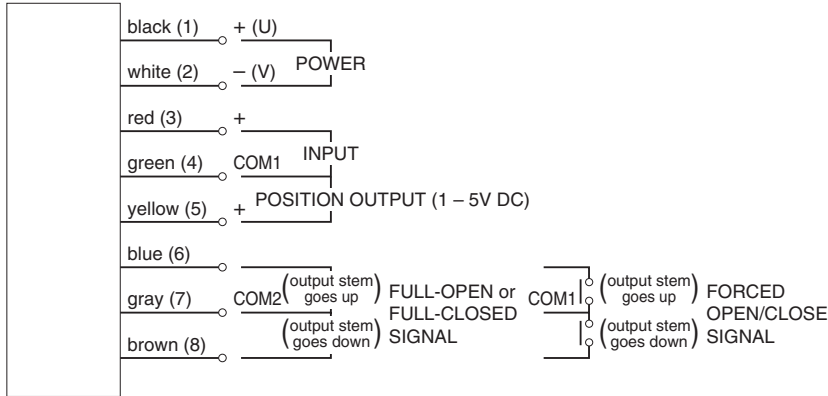 black (1) + (U)
POWER
white (2) – (V)
red (3) +
INPUT
green (4) COM1
POSITION OUTPUT (1 – 5V DC)
yellow (5) +
blue (6)
(output stem goes up)
gray (7) COM2
FULL-OPEN or
FULL-CLOSED
SIGNAL
(output stem goes down)
brown (8)
COM1
(output stem goes up)
(output stem goes down)
FORCED
OPEN/CLOSE
SIGNAL